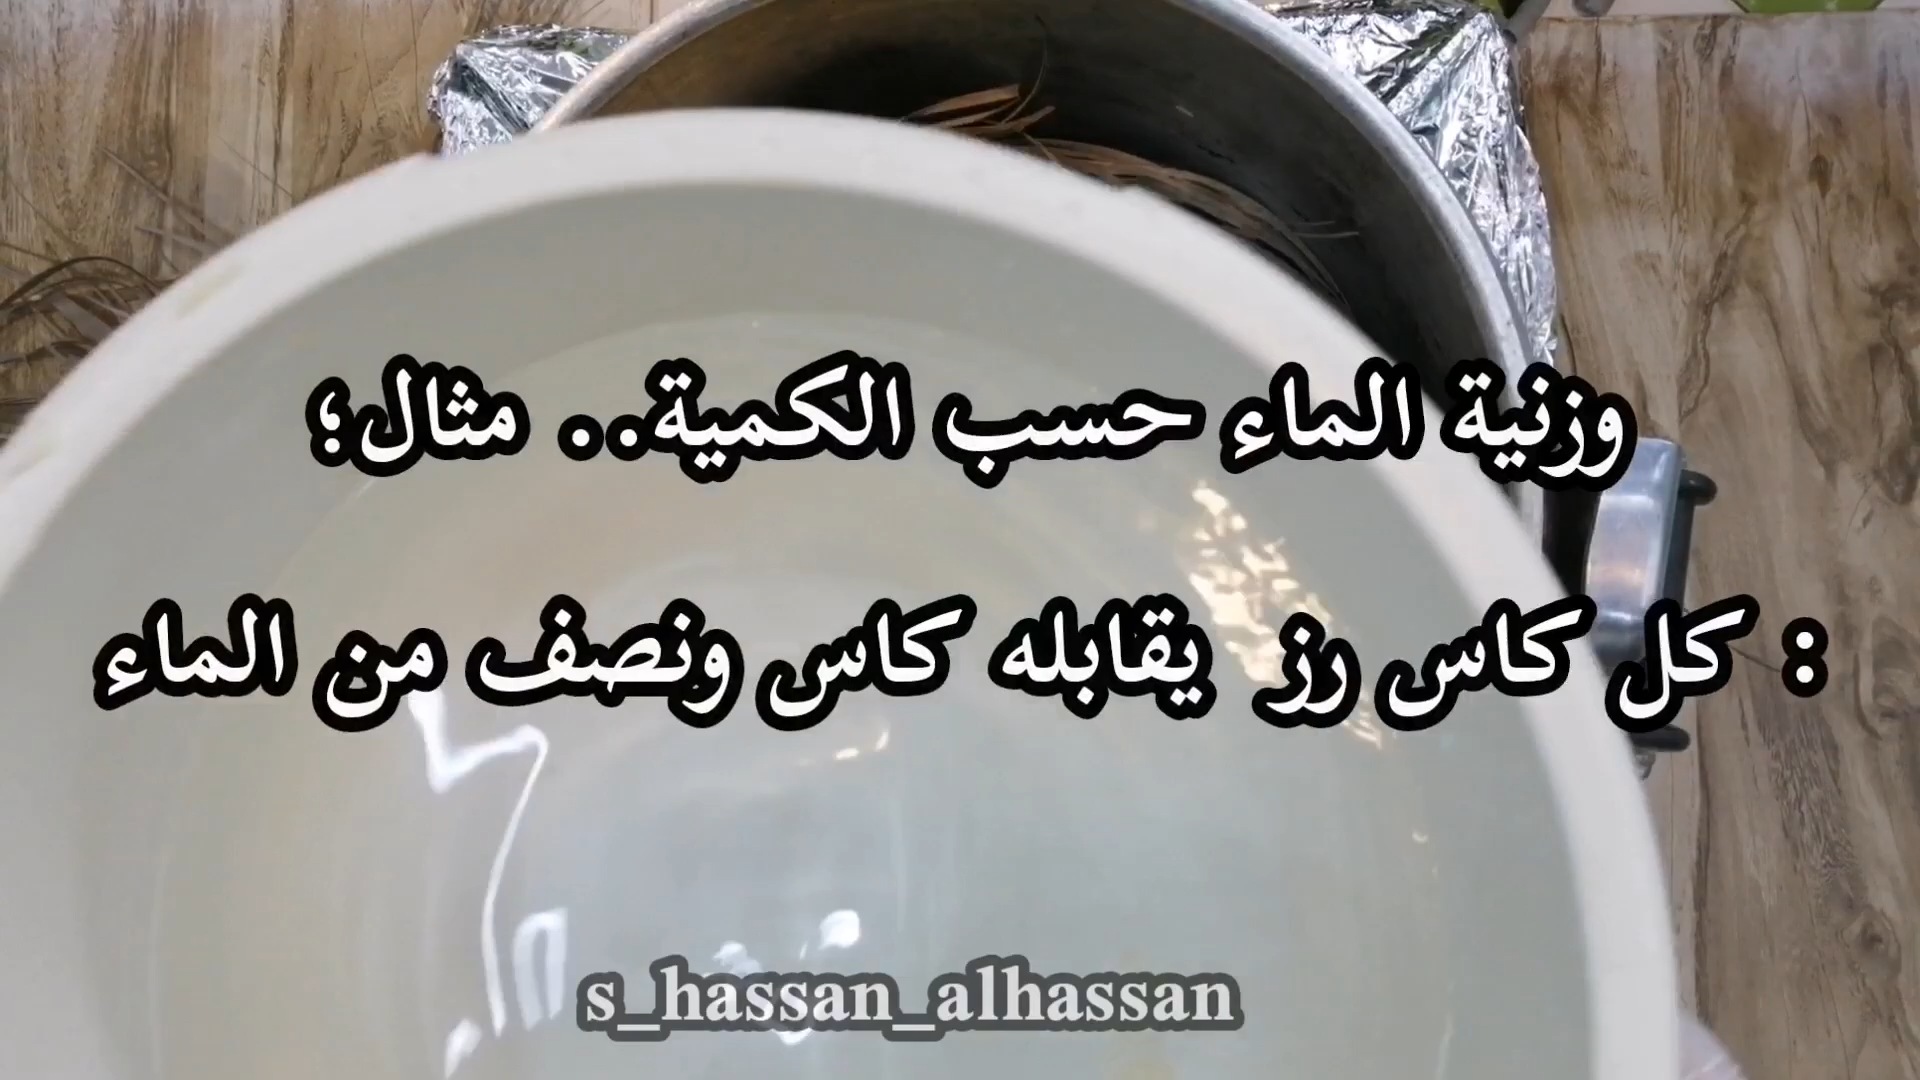 وزنية الماء حسب الكمية.. مثال؛
: كل كاس رز يقابله كاس ونصف من الماء
s_hassan_alhassan